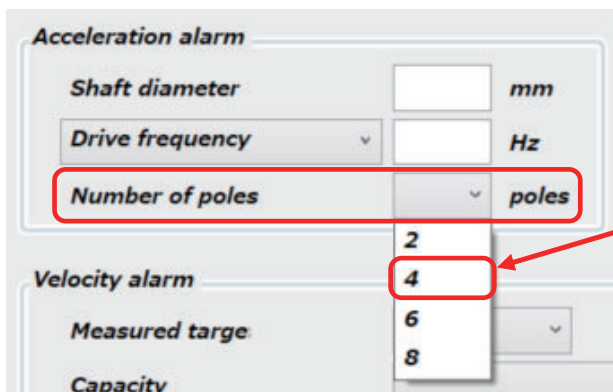 Acceleration alarm
Shaft diameter mm
Drive frequency Hz
Number of poles poles
2
4
6
8
Velocity alarm
Measured targe
Capacity